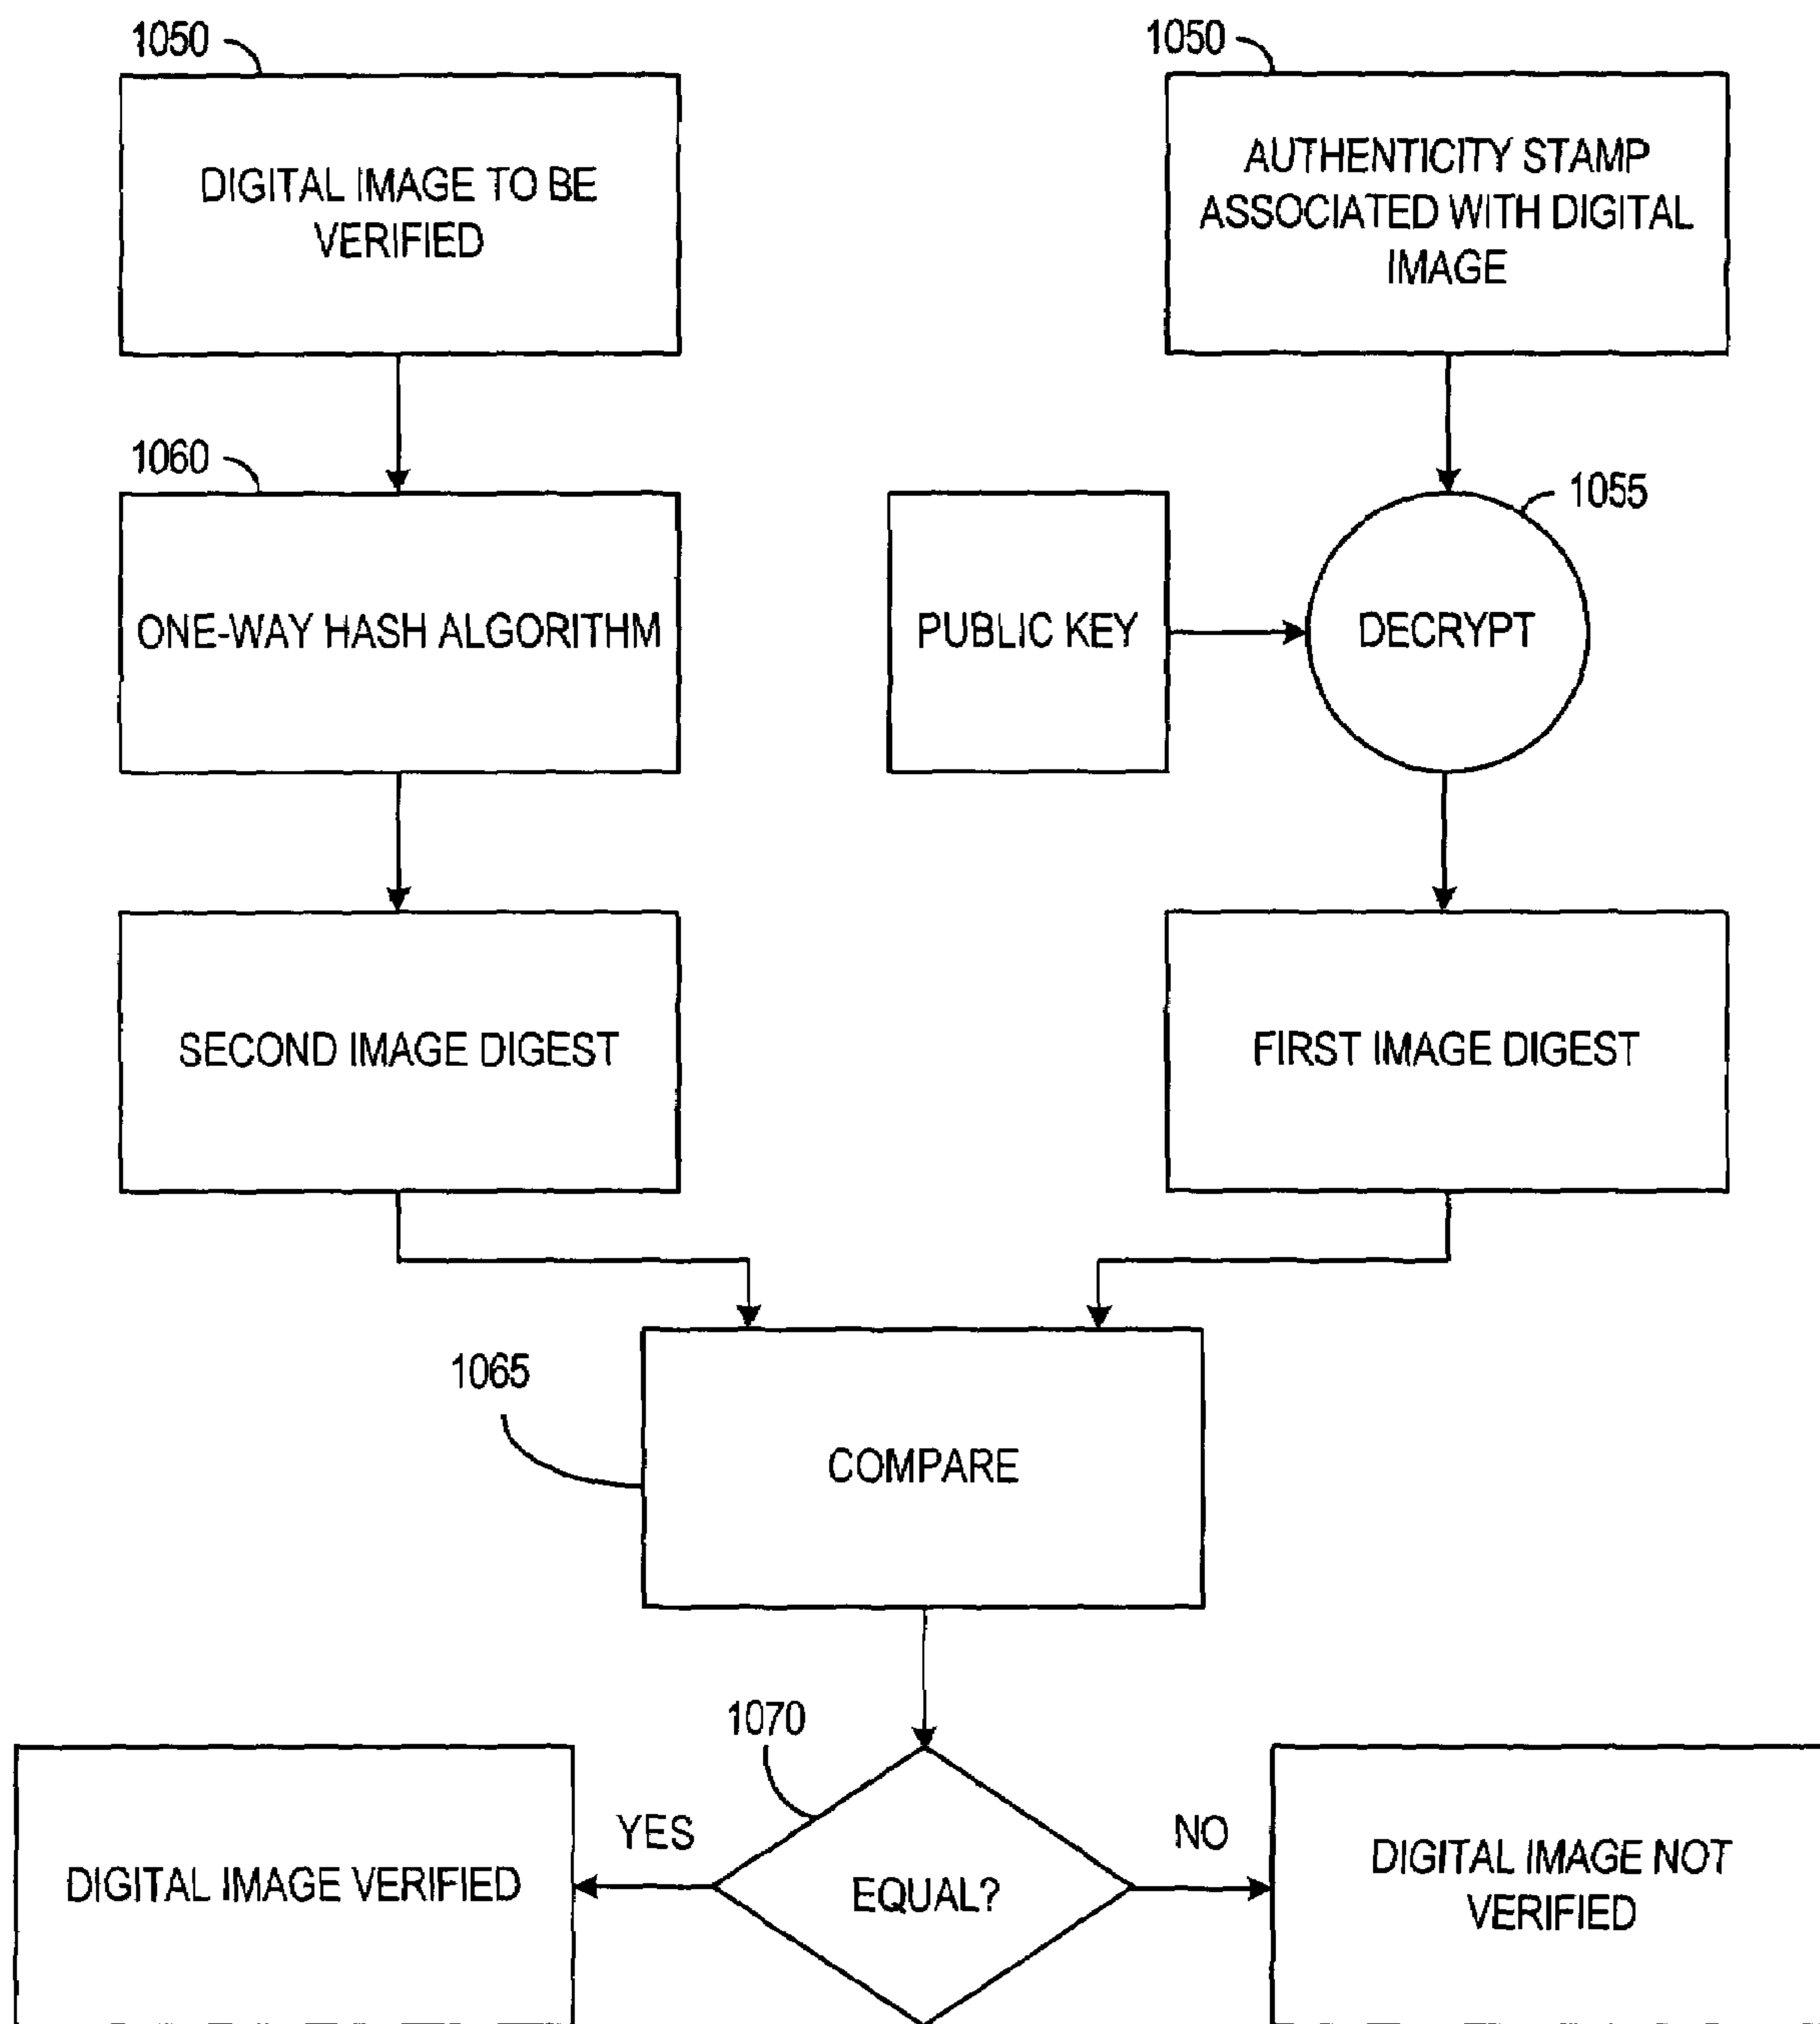 1050
1050
DIGITAL IMAGE TO BE
VERIFIED
AUTHENTICITY STAMP
ASSOCIATED WITH DIGITAL
IMAGE
1060
1055
ONE-WAY HASH ALGORITHM
PUBLIC KEY
DECRYPT
SECOND IMAGE DIGEST
FIRST IMAGE DIGEST
1065
COMPARE
1070
YES
NO
DIGITAL IMAGE VERIFIED
EQUAL?
DIGITAL IMAGE NOT
VERIFIED